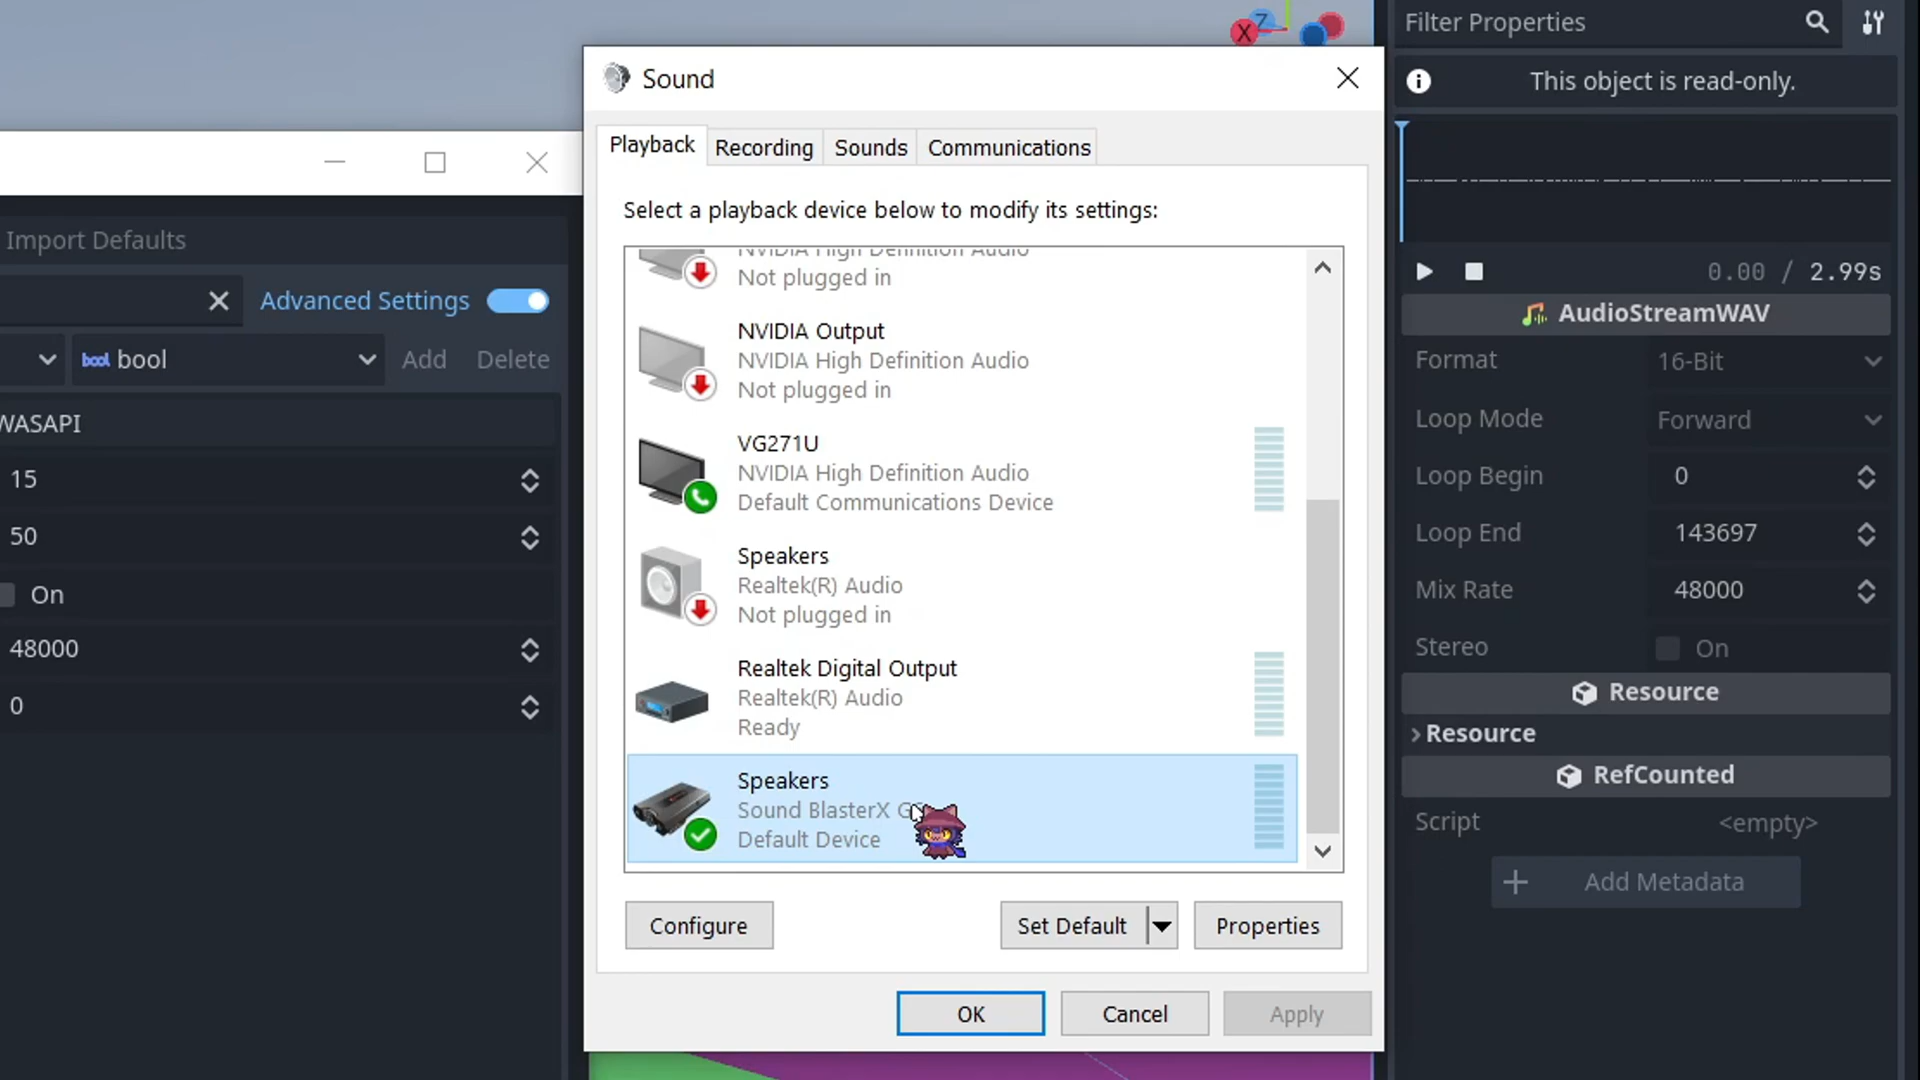 Filter Properties
Sound
This object is read-only.
Playback
Recording
Sounds
Communications
Select a playback device below to modify its settings:
Import Defaults
NVIDIA High Definition Audio
Not plugged in
0.00 / 2.99s
Advanced Settings
AudioStreamWAV
NVIDIA Output
NVIDIA High Definition Audio
Not plugged in
bool bool
Add
Delete
Format
16-Bit
WASAPI
Loop Mode
Forward
VG271U
NVIDIA High Definition Audio
Default Communications Device
15
Loop Begin
0
50
Loop End
143697
Speakers
Realtek(R) Audio
Not plugged in
On
Mix Rate
48000
48000
Stereo
On
Realtek Digital Output
Realtek(R) Audio
Ready
0
Resource
Resource
RefCounted
Speakers
Sound BlasterX
Default Device
Script
<empty>
Add Metadata
Configure
Set Default
Properties
OK
Cancel
Apply
X
Z